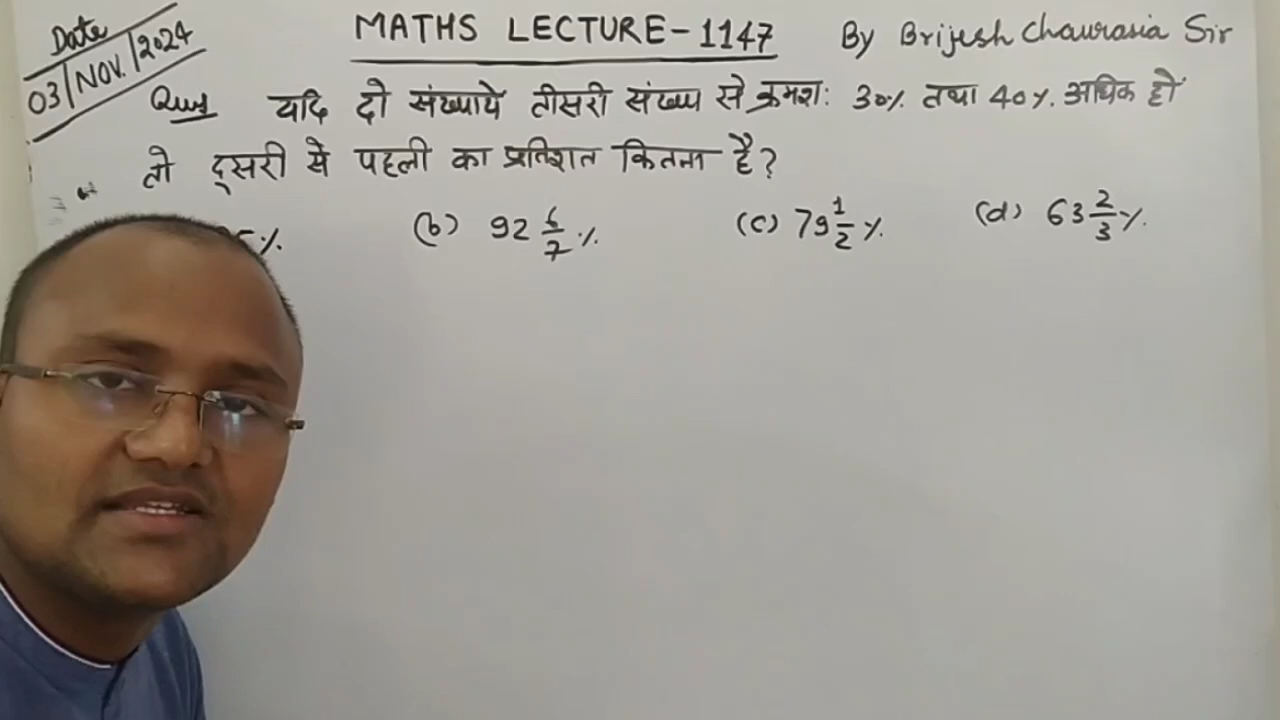 Date
03/NOV./2024
MATHS LECTURE-1147 By Brijesh Chaurasia Sir
Ques यदि दो संख्याये तीसरी संख्या से क्रमश: 30% तथा 40%. अधिक हों
तो दूसरी से पहली का प्रतिशत कितना है?
(b) 92 6/7 % (c) 79 1/2 % (d) 63 2/3 %